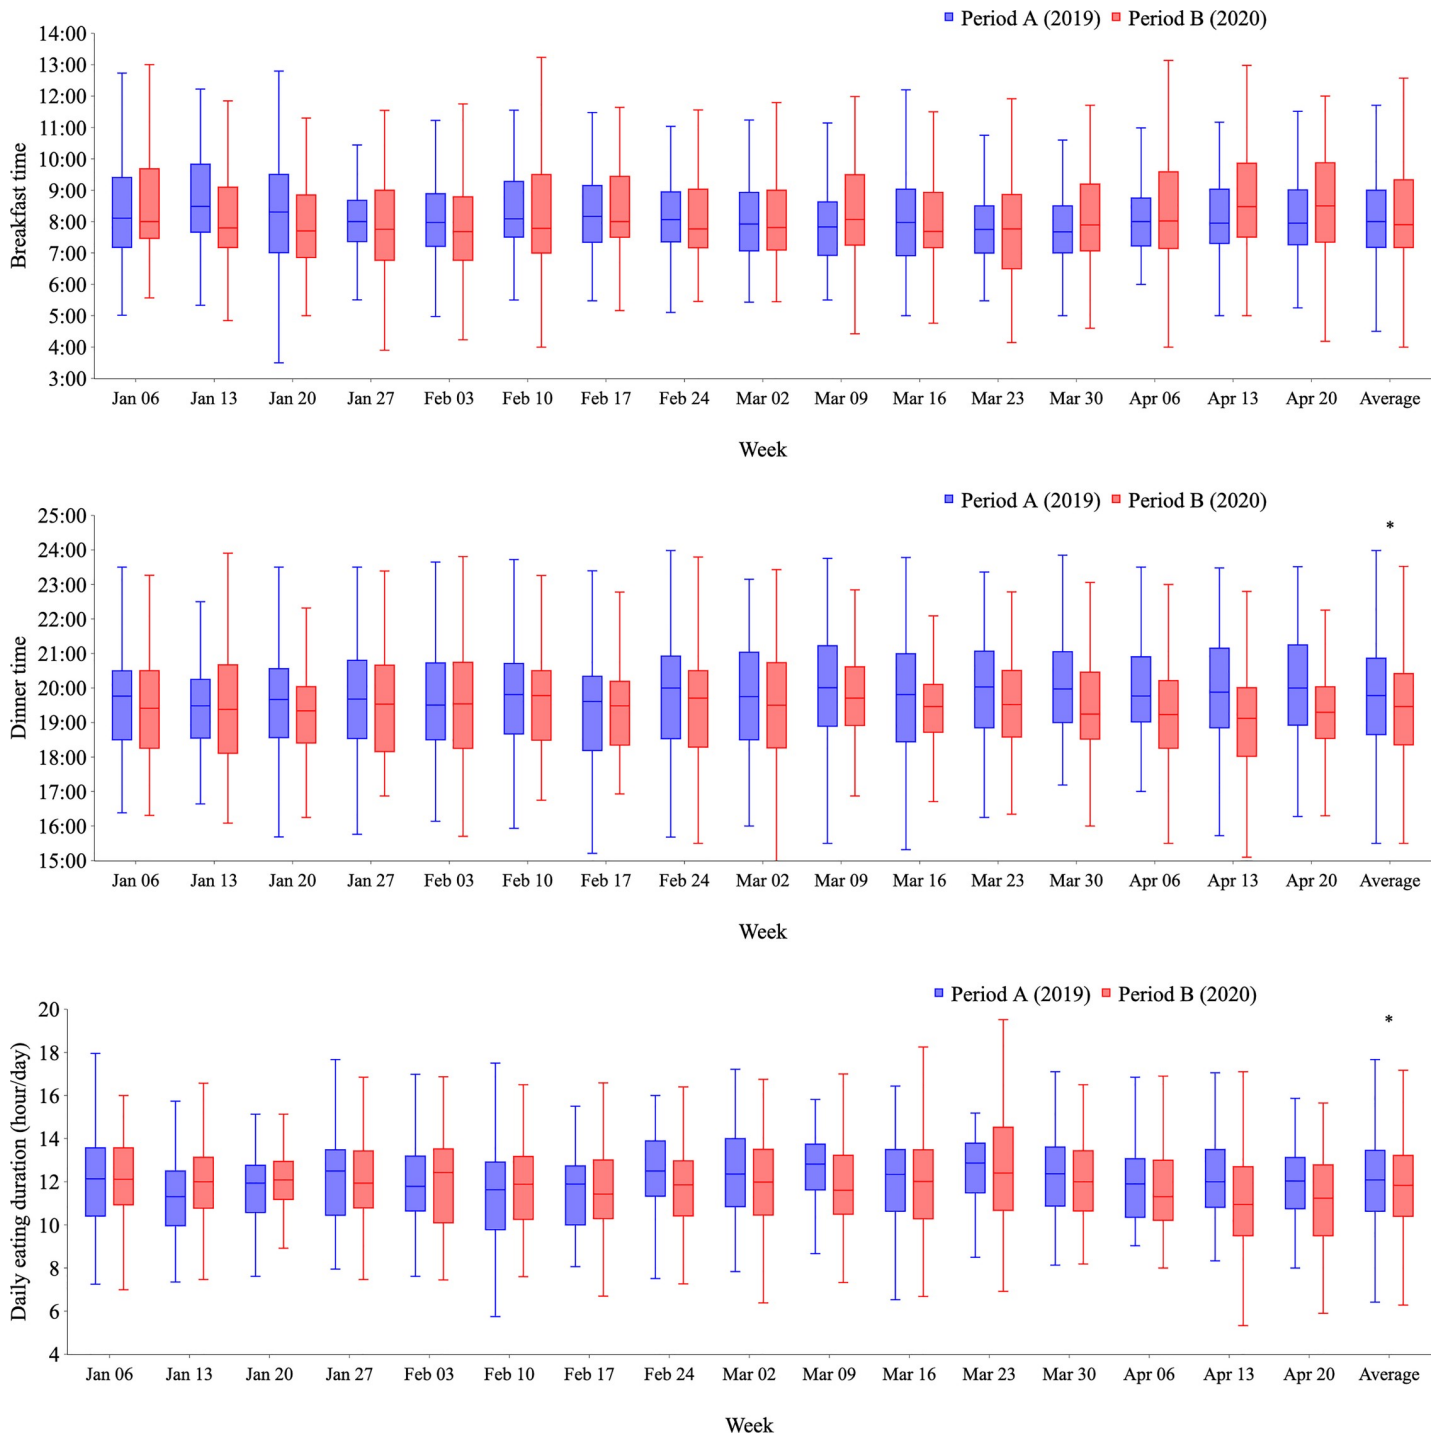 Period A (2019) Period B (2020)
Breakfast time
14:00
13:00
12:00
11:00
10:00
9:00
8:00
7:00
6:00
5:00
4:00
3:00
Jan 06 Jan 13 Jan 20 Jan 27 Feb 03 Feb 10 Feb 17 Feb 24 Mar 02 Mar 09 Mar 16 Mar 23 Mar 30 Apr 06 Apr 13 Apr 20 Average
Week
Period A (2019) Period B (2020)
Dinner time
25:00
*
24:00
23:00
22:00
21:00
20:00
19:00
18:00
17:00
16:00
15:00
Jan 06 Jan 13 Jan 20 Jan 27 Feb 03 Feb 10 Feb 17 Feb 24 Mar 02 Mar 09 Mar 16 Mar 23 Mar 30 Apr 06 Apr 13 Apr 20 Average
Week
Period A (2019) Period B (2020)
Daily eating duration (hour/day)
20
*
18
16
14
12
10
8
6
4
Jan 06 Jan 13 Jan 20 Jan 27 Feb 03 Feb 10 Feb 17 Feb 24 Mar 02 Mar 09 Mar 16 Mar 23 Mar 30 Apr 06 Apr 13 Apr 20 Average
Week